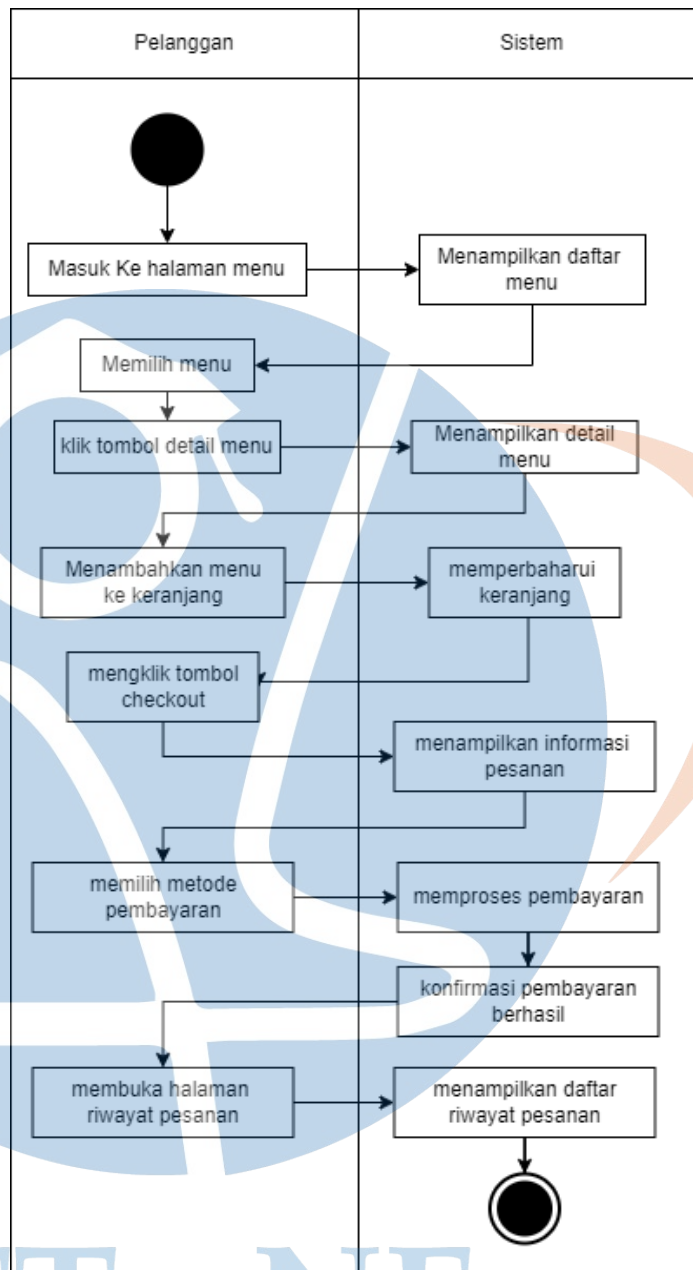 Pelanggan
Sistem
Masuk Ke halaman menu
Menampilkan daftar
menu
Memilih menu
klik tombol detail menu
Menampilkan detail
menu
Menambahkan menu
ke keranjang
memperbaharui
keranjang
mengklik tombol
checkout
menampilkan informasi
pesanan
memilih metode
pembayaran
memproses pembayaran
konfirmasi pembayaran
berhasil
membuka halaman
riwayat pesanan
menampilkan daftar
riwayat pesanan